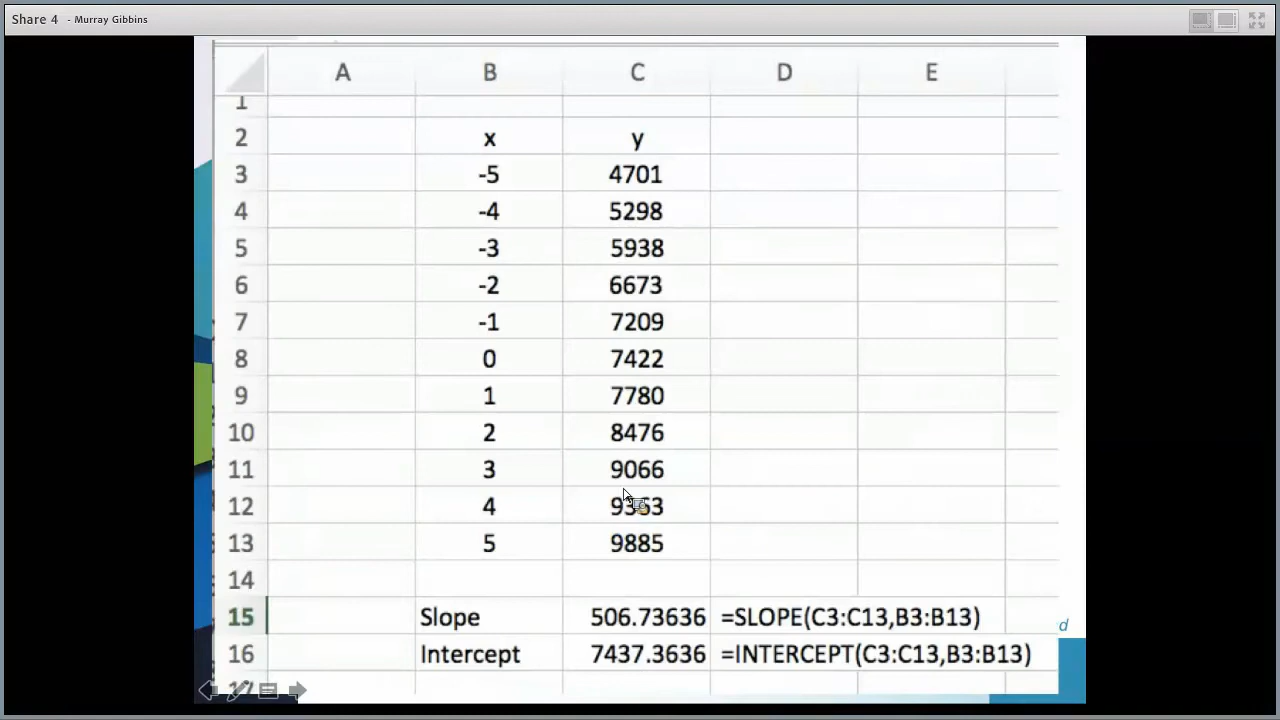 Share 4 - Murray Gibbins
A B C D E
1
2 x y
3 -5 4701
4 -4 5298
5 -3 5938
6 -2 6673
7 -1 7209
8 0 7422
9 1 7780
10 2 8476
11 3 9066
12 4 9363
13 5 9885
14
15 Slope 506.73636 =SLOPE(C3:C13,B3:B13)
d
16 Intercept 7437.3636 =INTERCEPT(C3:C13,B3:B13)
17